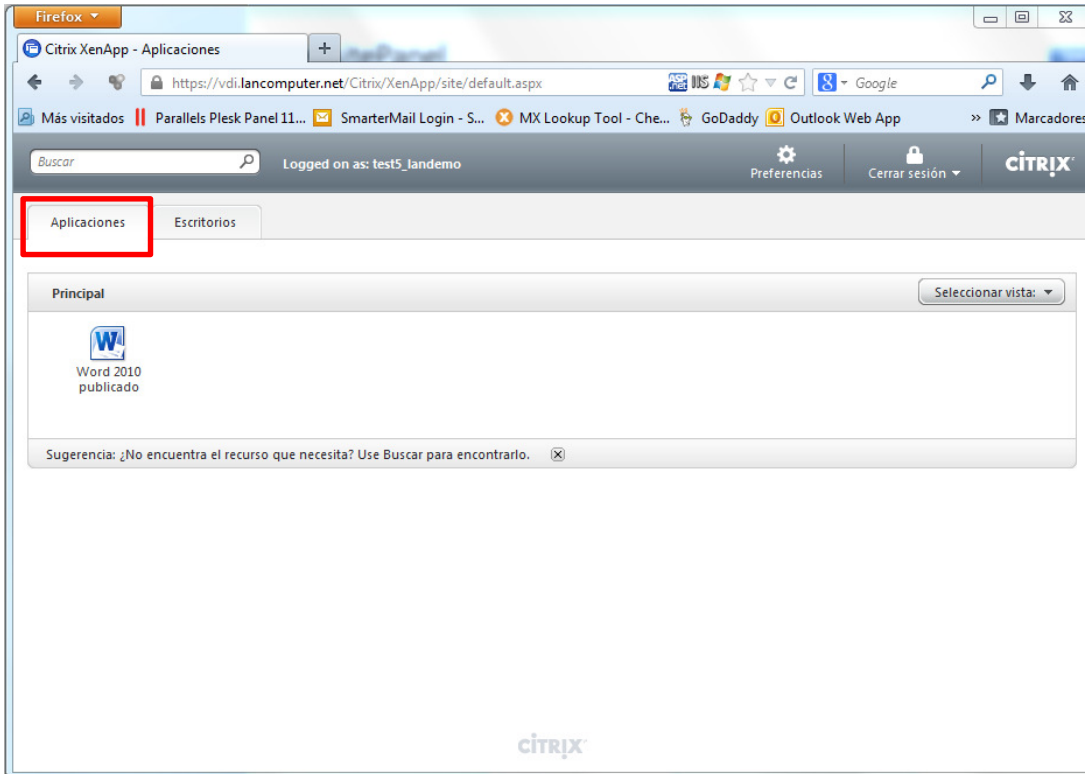 Firefox
Citrix XenApp - Aplicaciones
https://vdi.lancomputer.net/Citrix/XenApp/site/default.aspx
Google
Más visitados Parallels Plesk Panel 11... SmarterMail Login - S... MX Lookup Tool - Che... GoDaddy Outlook Web App » Marcadores
Buscar Logged on as: test5_landemo Preferencias Cerrar sesión CITRIX
Aplicaciones Escritorios
Principal Seleccionar vista:
Word 2010
publicado
Sugerencia: ¿No encuentra el recurso que necesita? Use Buscar para encontrarlo.
CITRIX